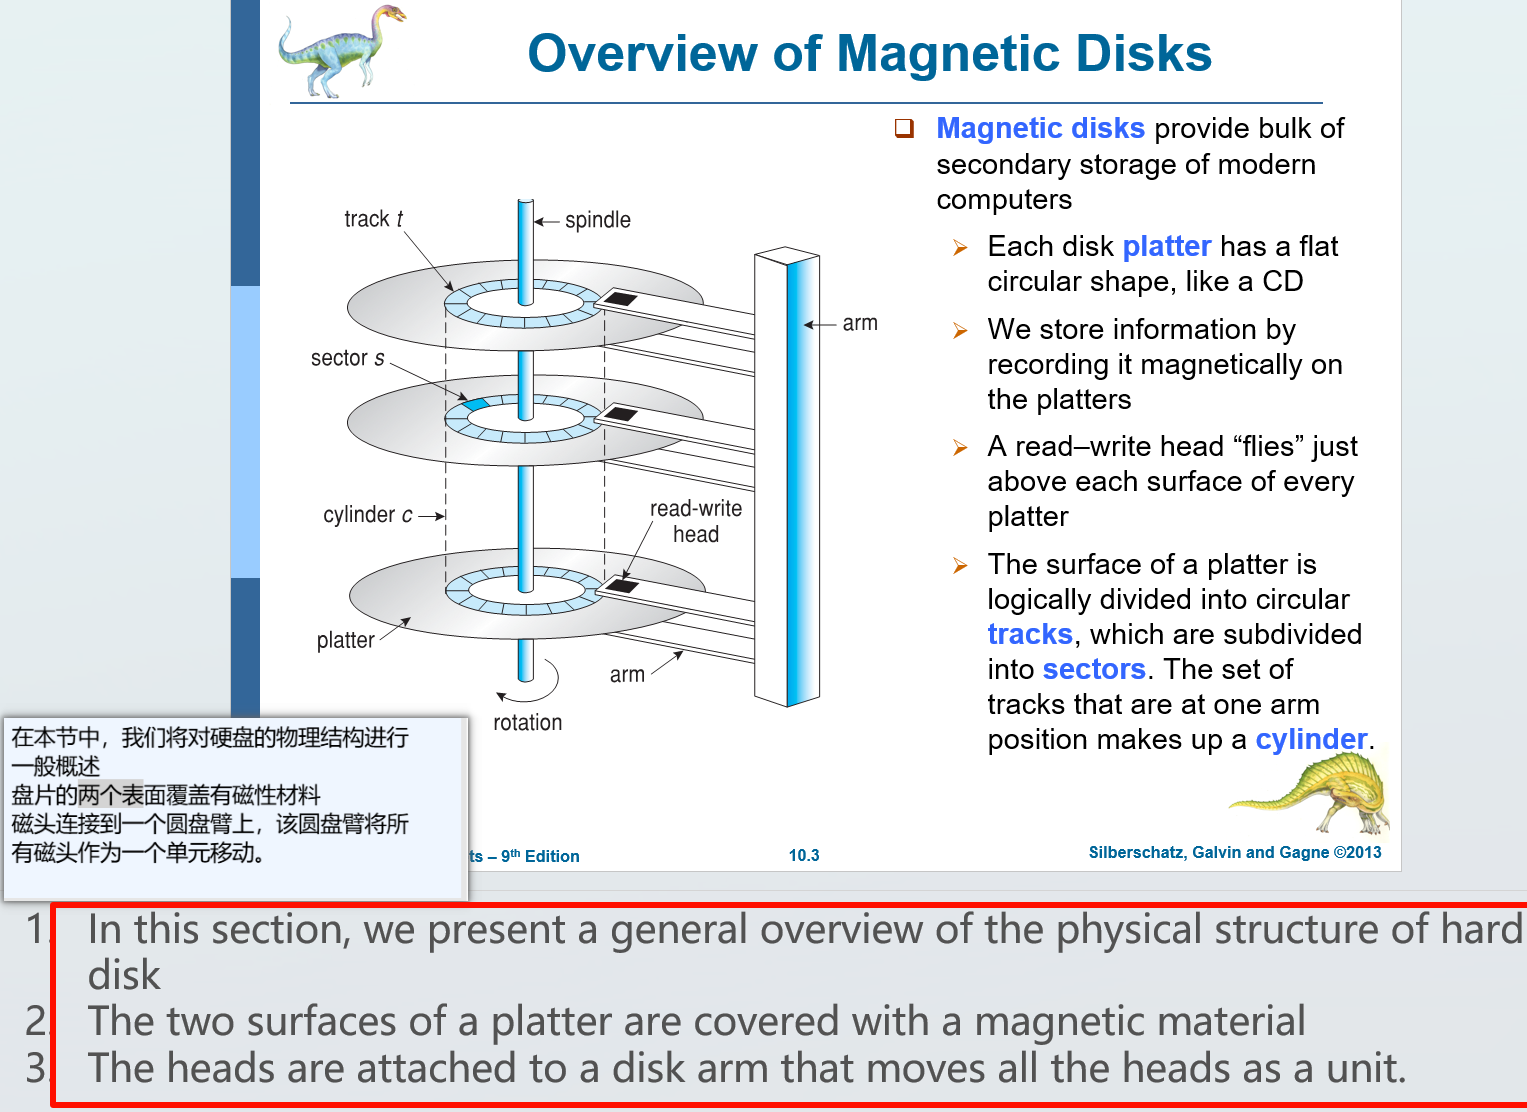 Overview of Magnetic Disks
Magnetic disks provide bulk of
secondary storage of modern
computers
Each disk platter has a flat
circular shape, like a CD
We store information by
recording it magnetically on
the platters
A read–write head “flies” just
above each surface of every
platter
The surface of a platter is
logically divided into circular
tracks, which are subdivided
into sectors. The set of
tracks that are at one arm
position makes up a cylinder.
track t
spindle
arm
sector s
cylinder c
read-write
head
platter
arm
rotation
在本节中，我们将对硬盘的物理结构进行
一般概述
盘片的两个表面覆盖有磁性材料
磁头连接到一个圆盘臂上，该圆盘臂将所
有磁头作为一个单元移动。
ts – 9th Edition
10.3
Silberschatz, Galvin and Gagne ©2013
1. In this section, we present a general overview of the physical structure of hard
disk
2. The two surfaces of a platter are covered with a magnetic material
3. The heads are attached to a disk arm that moves all the heads as a unit.